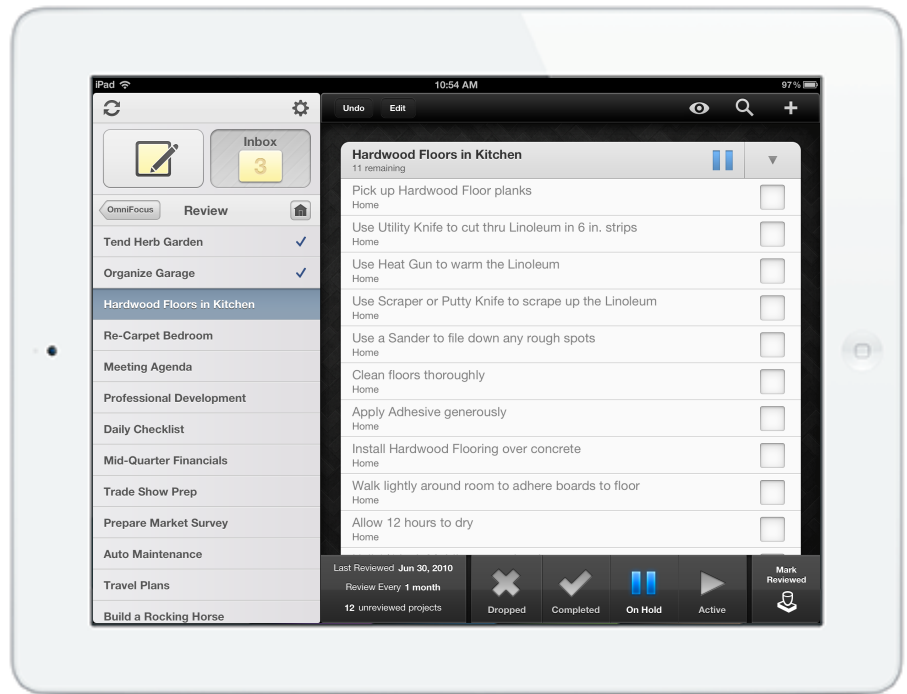 iPad 10:54 AM 97%
Undo Edit
Inbox
3
OmniFocus Review
Tend Herb Garden
Organize Garage
Hardwood Floors in Kitchen
Re-Carpet Bedroom
Meeting Agenda
Professional Development
Daily Checklist
Mid-Quarter Financials
Trade Show Prep
Prepare Market Survey
Auto Maintenance
Travel Plans
Build a Rocking Horse
Hardwood Floors in Kitchen
11 remaining
Pick up Hardwood Floor planks
Home
Use Utility Knife to cut thru Linoleum in 6 in. strips
Home
Use Heat Gun to warm the Linoleum
Home
Use Scraper or Putty Knife to scrape up the Linoleum
Home
Use a Sander to file down any rough spots
Home
Clean floors thoroughly
Home
Apply Adhesive generously
Home
Install Hardwood Flooring over concrete
Home
Walk lightly around room to adhere boards to floor
Home
Allow 12 hours to dry
Home
Last Reviewed Jun 30, 2010
Review Every 1 month
12 unreviewed projects
Dropped
Completed
On Hold
Active
Mark
Reviewed